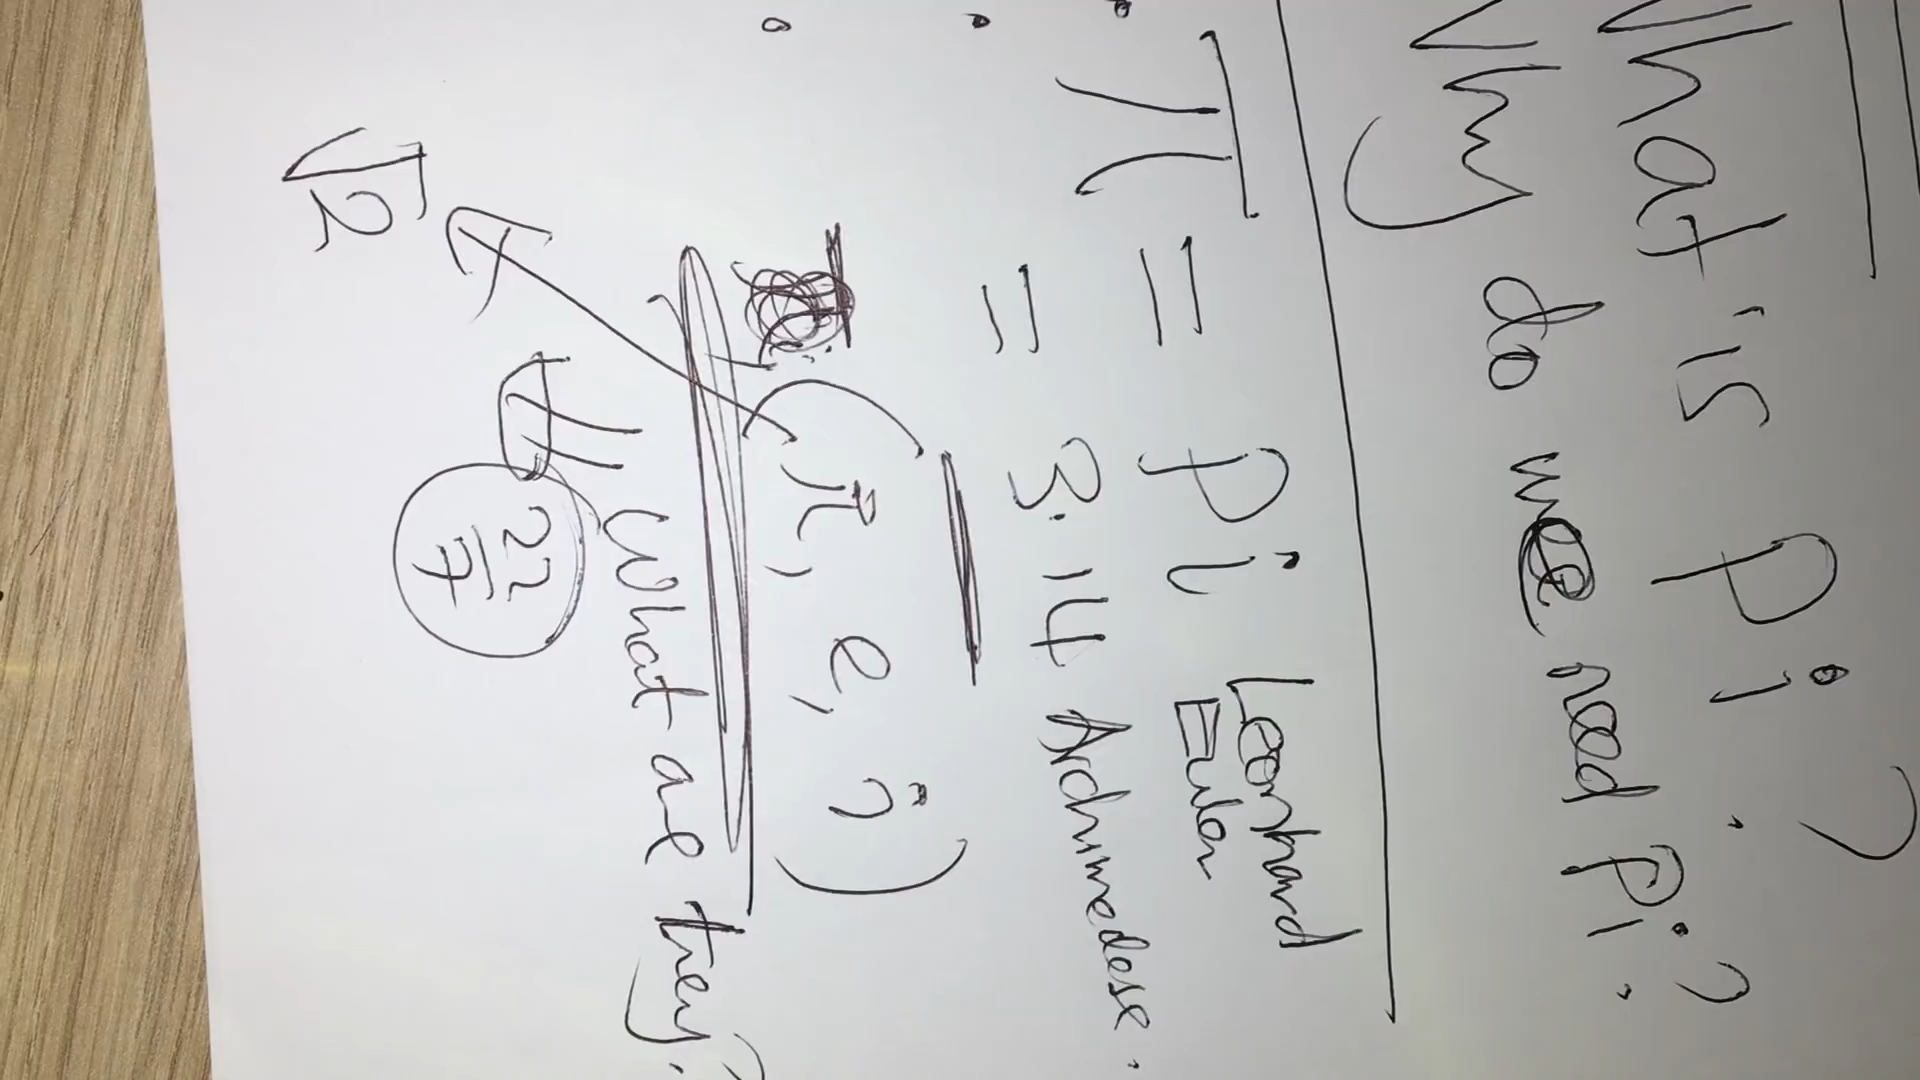 What is Pi?
Why do we need Pi?
π = Pi Leonhard Euler
= 3.14 Archimedese.
(π, e, i)
What are they?
22/7
√2